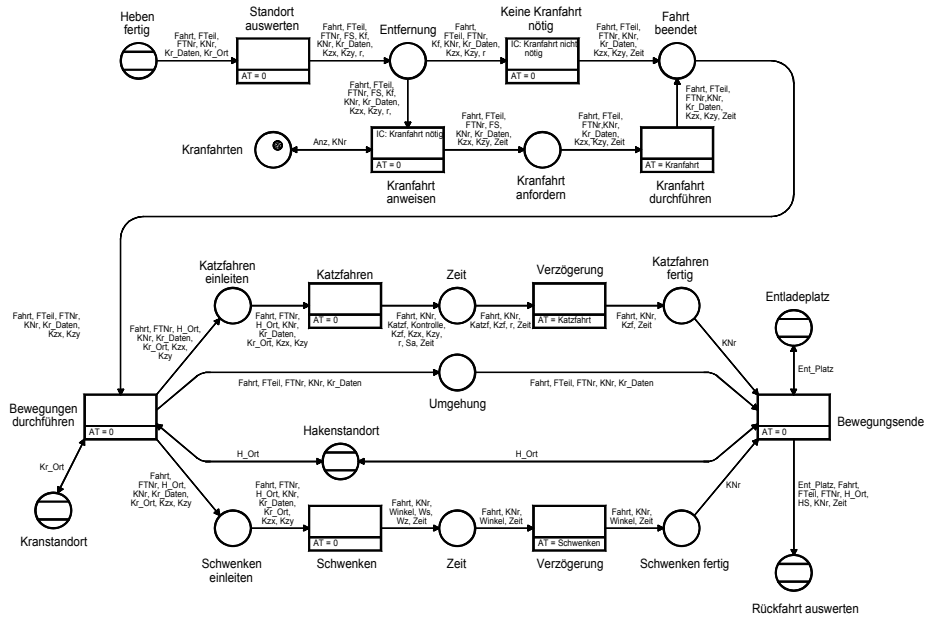 Heben
fertig
Fahrt, FTeil,
FTNr, KNr,
Kr_Daten, Kr_Ort
Standort
auswerten
AT = 0
Fahrt, FTeil,
FTNr, FS, Kf,
KNr, Kr_Daten,
Kzx, Kzy, r,
Entfernung
Fahrt,
FTeil, FTNr,
Kf, KNr, Kr_Daten,
Kzx, Kzy, r
Keine Kranfahrt
nötig
IC: Kranfahrt nicht
nötig
AT = 0
Fahrt,
FTeil, FTNr,
KNr,
Kr_Daten,
Kzx, Kzy, Zeit
Fahrt
beendet
Fahrt, FTeil,
FTNr, FS, Kf,
KNr, Kr_Daten,
Kzx, Kzy, r,
Fahrt, FTeil,
FTNr,KNr,
Kr_Daten,
Kzx, Kzy, Zeit
Kranfahrten
Anz, KNr
IC: Kranfahrt nötig
AT = 0
Kranfahrt
anweisen
Fahrt, FTeil,
FTNr, FS,
KNr, Kr_Daten,
Kzx, Kzy, Zeit
Kranfahrt
anfordern
Fahrt, FTeil,
FTNr,KNr,
Kr_Daten,
Kzx, Kzy, Zeit
AT = Kranfahrt
Kranfahrt
durchführen
Fahrt, FTeil, FTNr,
KNr, Kr_Daten,
Kzx, Kzy
Katzfahren
einleiten
Fahrt, FTNr, H_Ort,
KNr, Kr_Daten,
Kr_Ort, Kzx,
Kzy
Fahrt, FTNr,
H_Ort, KNr,
Kr_Daten,
Kr_Ort, Kzx, Kzy
Katzfahren
AT = 0
Fahrt, KNr,
Katzf, Kontrolle,
Kzf, Kzx, Kzy,
r, Sa, Zeit
Zeit
Fahrt, KNr,
Katzf, Kzf, r, Zeit
Verzögerung
AT = Katzfahrt
Fahrt, KNr,
Kzf, Zeit
Katzfahren
fertig
KNr
Entladeplatz
Ent_Platz
Fahrt, FTeil, FTNr, KNr, Kr_Daten
Umgehung
Fahrt, FTeil, FTNr, KNr, Kr_Daten
Bewegungen
durchführen
AT = 0
Hakenstandort
H_Ort
H_Ort
AT = 0
Bewegungsende
Kr_Ort
Kranstandort
Fahrt,
FTNr, H_Ort,
KNr, Kr_Daten,
Kr_Ort, Kzx, Kzy
Schwenken
einleiten
Fahrt, FTNr,
H_Ort, KNr,
Kr_Daten,
Kr_Ort,
Kzx, Kzy
AT = 0
Schwenken
Fahrt, KNr,
Winkel, Ws,
Wz, Zeit
Zeit
Fahrt, KNr,
Winkel, Zeit
AT = Schwenken
Verzögerung
Fahrt, KNr,
Winkel, Zeit
Schwenken fertig
KNr
Ent_Platz, Fahrt,
FTeil, FTNr, H_Ort,
HS, KNr, Zeit
Rückfahrt auswerten